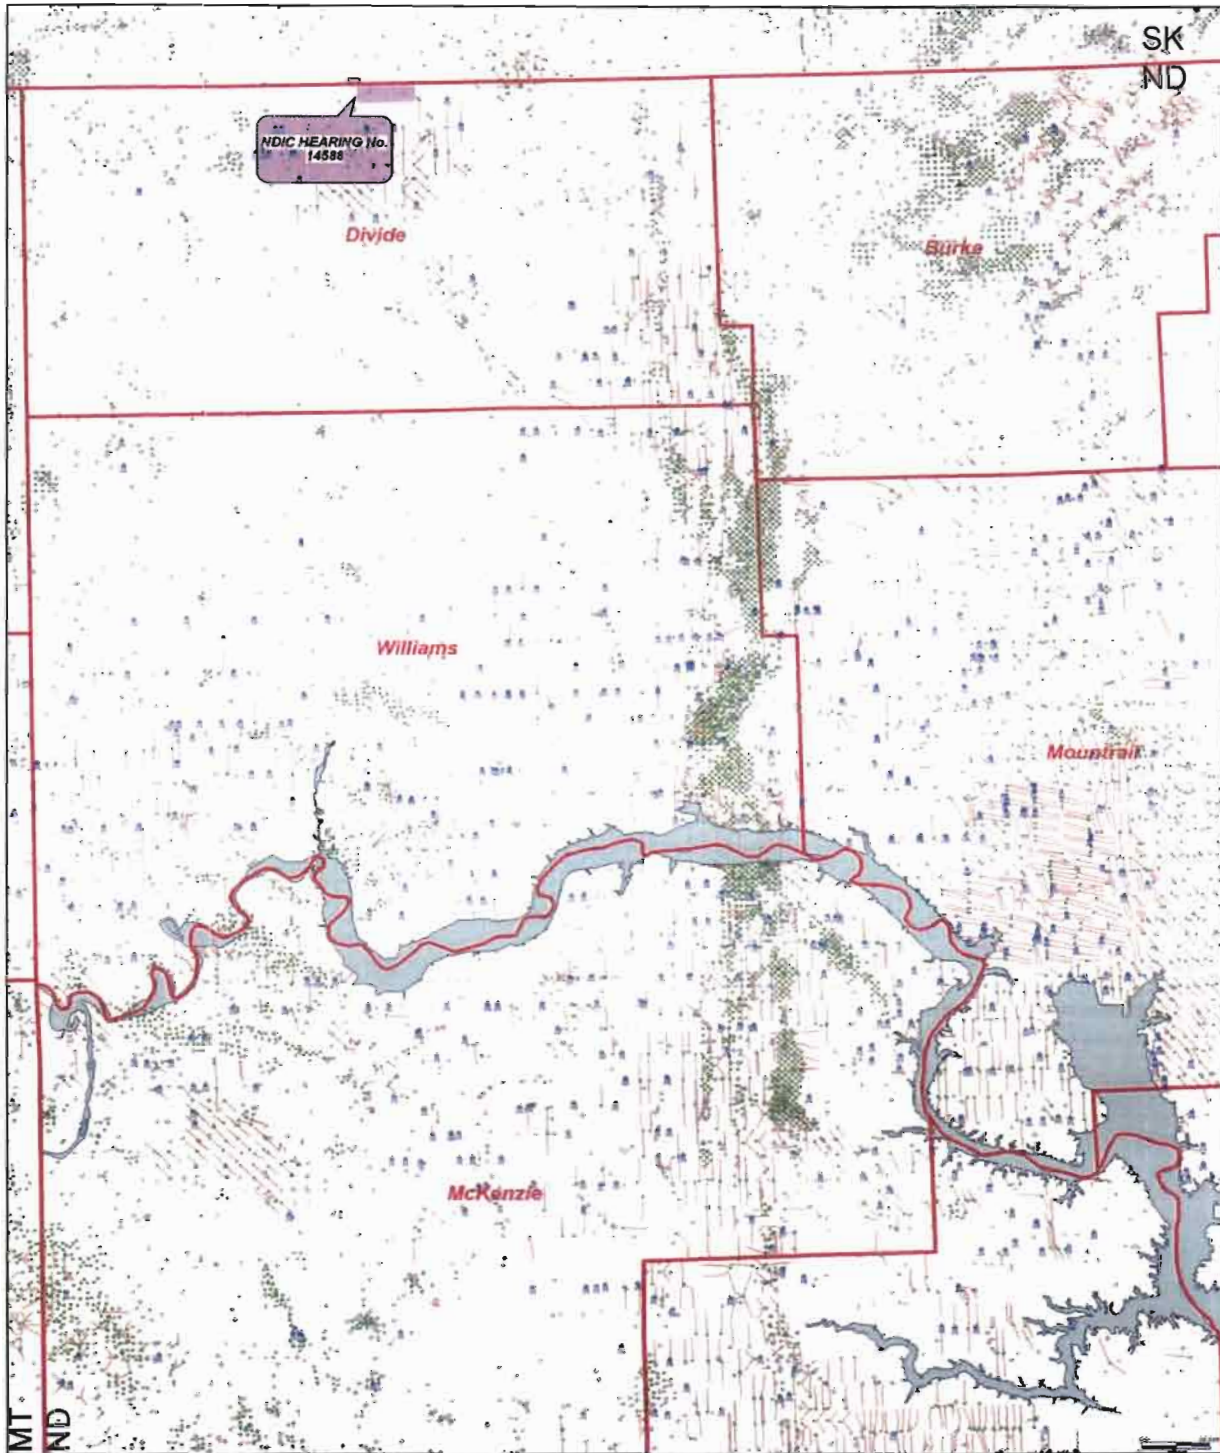 SK
ND
NDIC HEARING No.
14588
Divide
Burke
Williams
Mountrail
McKenzie
MT
ND